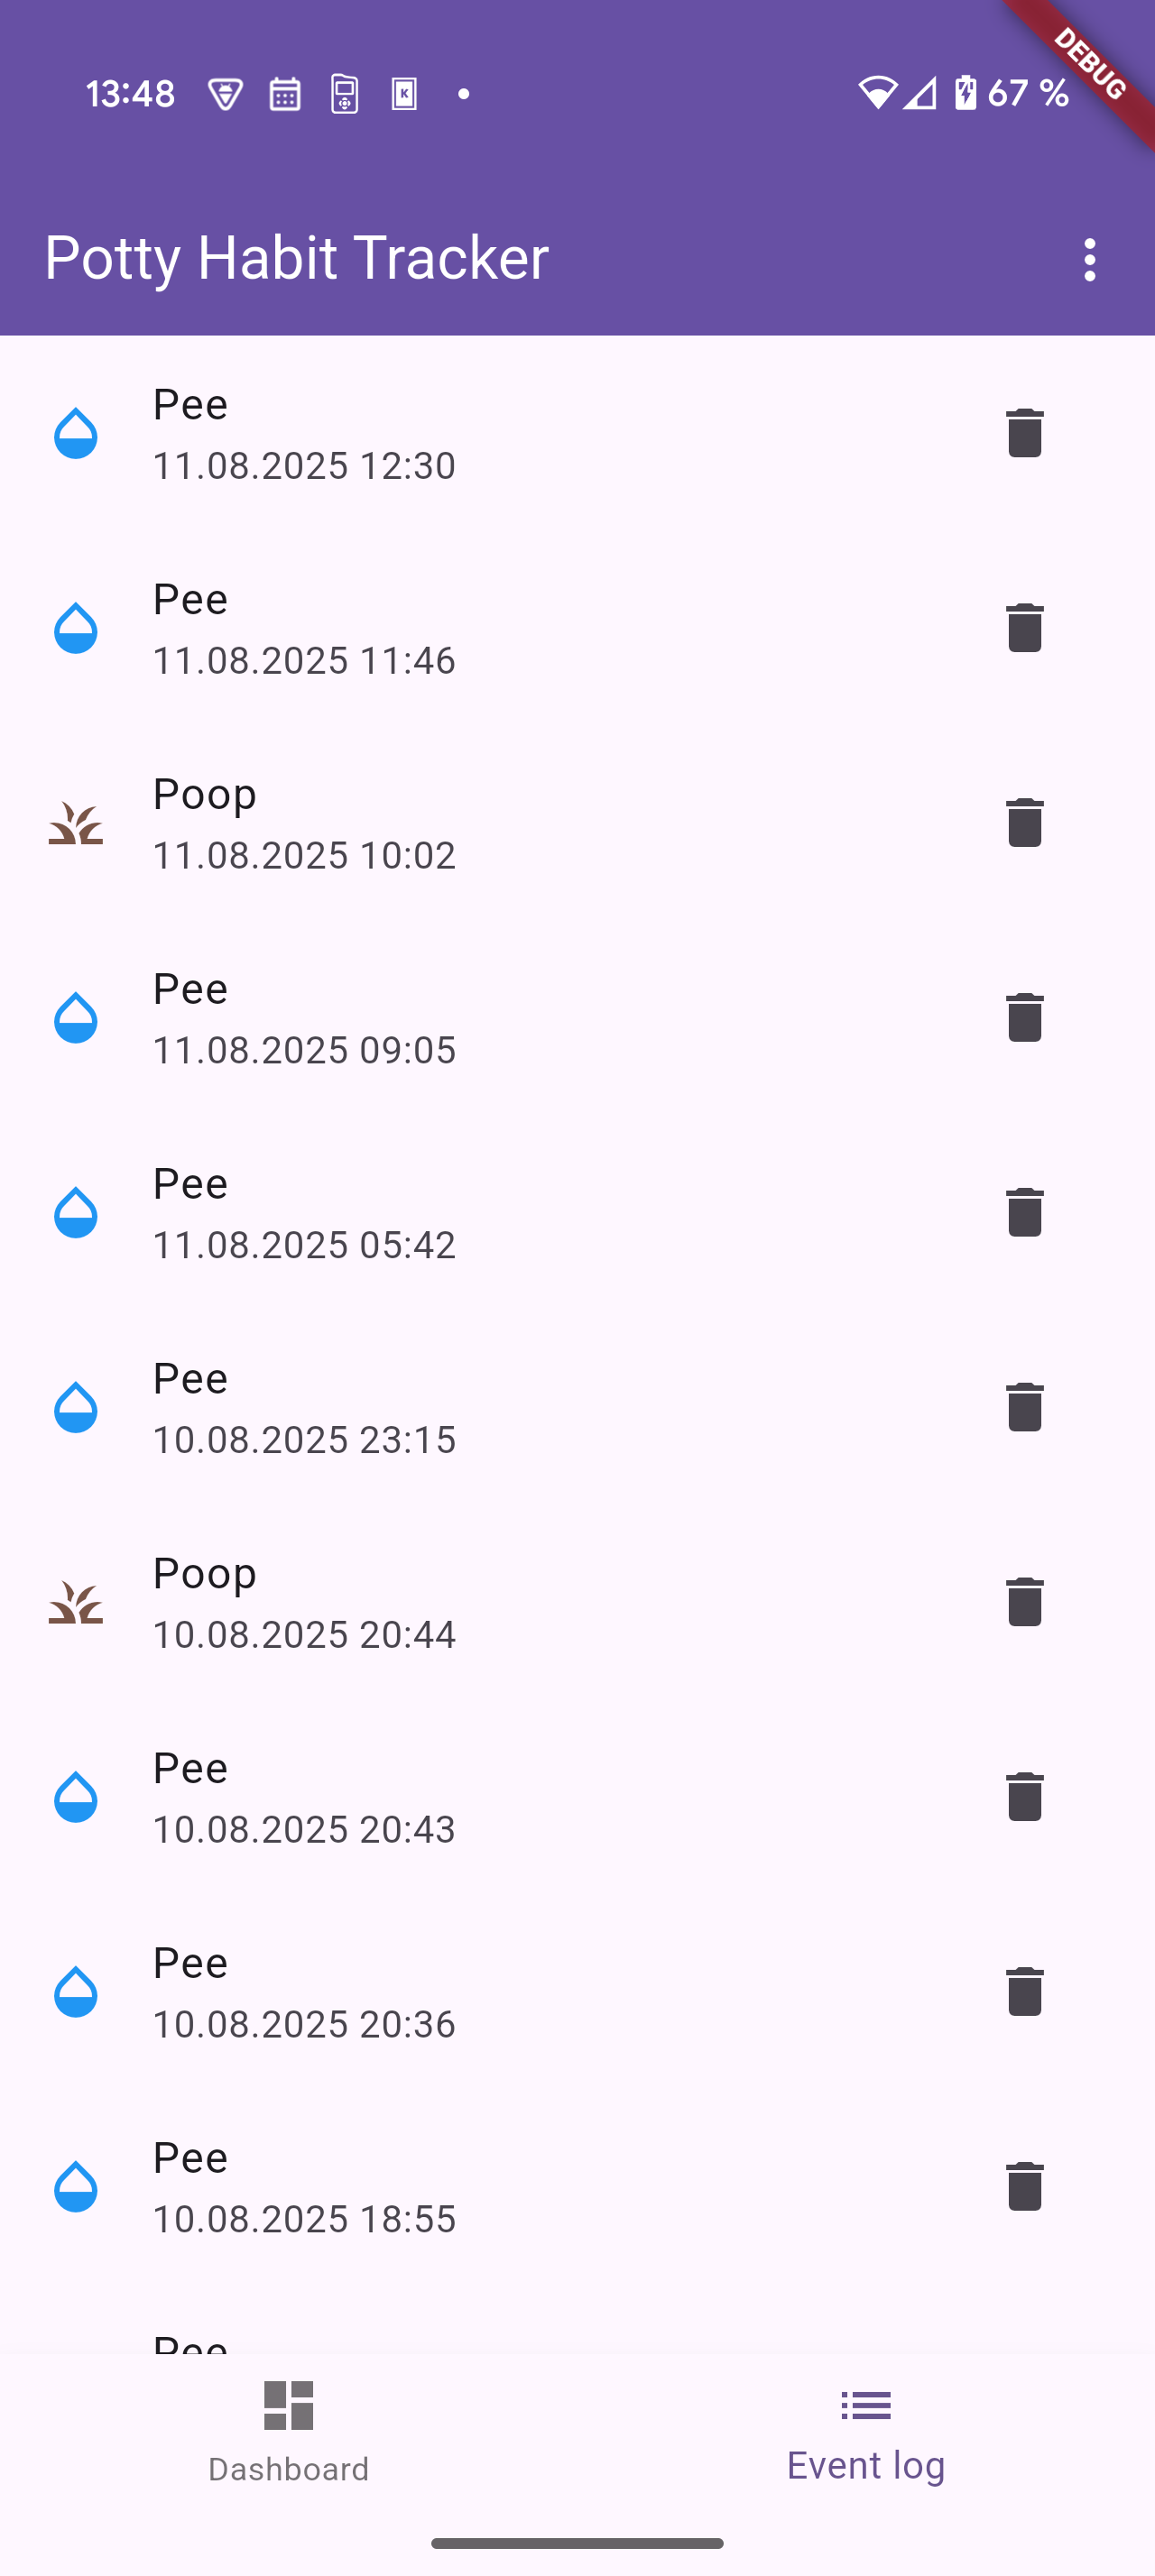 13:48
67 %
DEBUG
Potty Habit Tracker
Pee
11.08.2025 12:30
Pee
11.08.2025 11:46
Poop
11.08.2025 10:02
Pee
11.08.2025 09:05
Pee
11.08.2025 05:42
Pee
10.08.2025 23:15
Poop
10.08.2025 20:44
Pee
10.08.2025 20:43
Pee
10.08.2025 20:36
Pee
10.08.2025 18:55
Pee
Dashboard
Event log